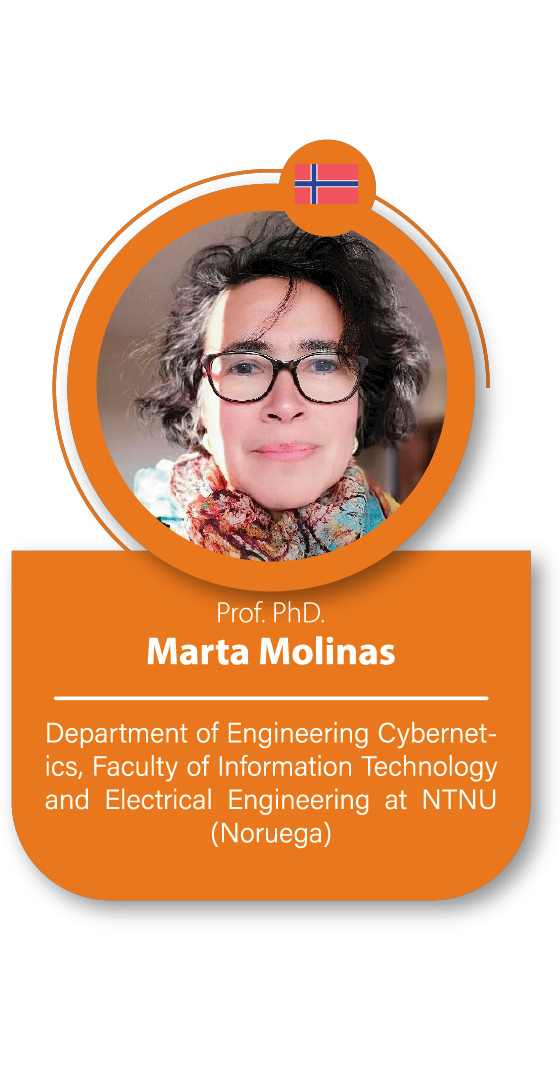 Prof. PhD.
Marta Molinas
Department of Engineering Cybernet-
ics, Faculty of Information Technology
and Electrical Engineering at NTNU
(Noruega)